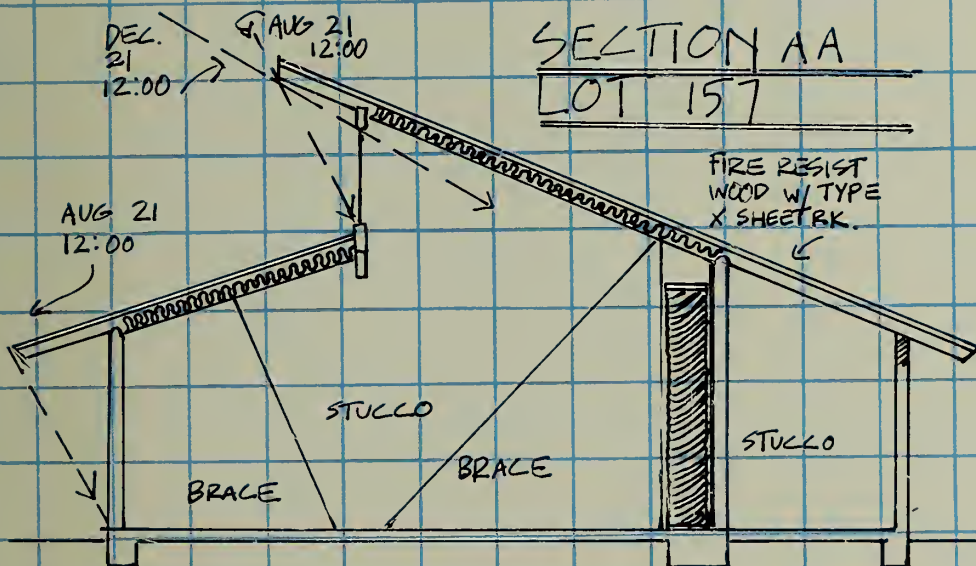 DEC.
21
12:00
AUG 21
12:00
SECTION AA
LOT 157
FIRE RESIST
WOOD W/ TYPE
X SHEETRK.
AUG 21
12:00
STUCCO
BRACE
BRACE
STUCCO